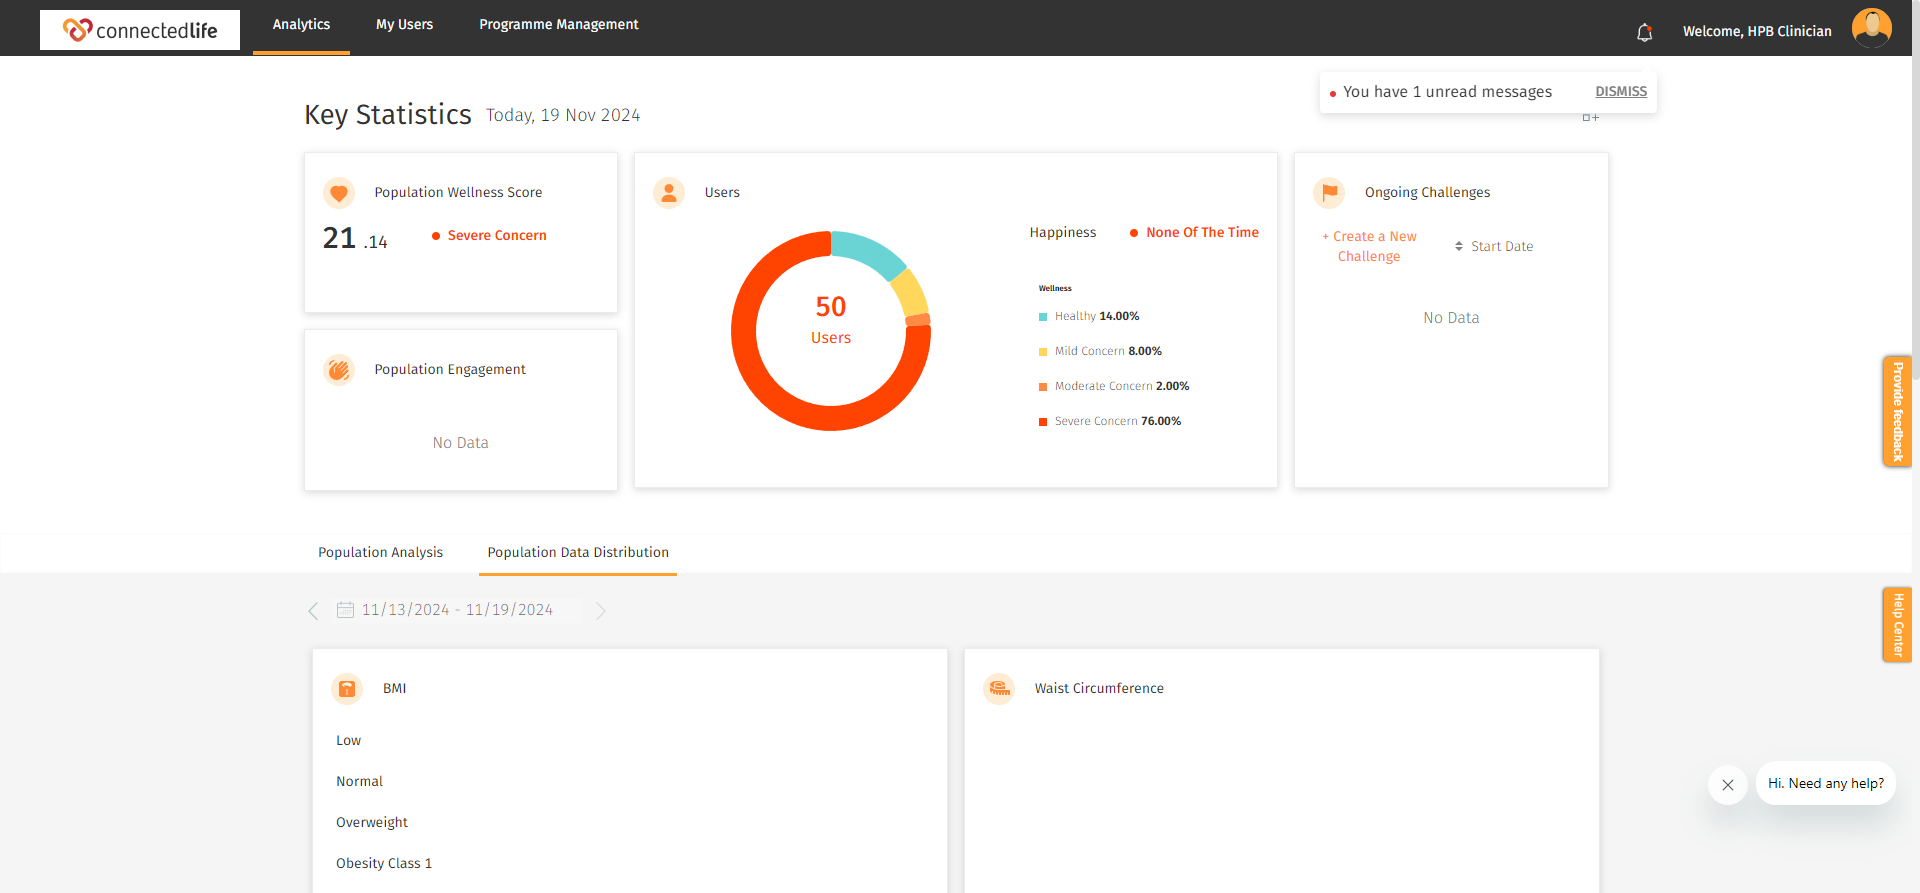 connectedlife
Analytics
My Users
Programme Management
Welcome, HPB Clinician
You have 1 unread messages
DISMISS
Key Statistics
Today, 19 Nov 2024
Population Wellness Score
21 .14
Severe Concern
Population Engagement
No Data
Users
50
Users
Happiness
None Of The Time
Wellness
Healthy 14.00%
Mild Concern 8.00%
Moderate Concern 2.00%
Severe Concern 76.00%
Ongoing Challenges
+ Create a New
Challenge
Start Date
No Data
Provide feedback
Population Analysis
Population Data Distribution
11/13/2024 - 11/19/2024
Help Center
BMI
Low
Normal
Overweight
Obesity Class 1
Waist Circumference
Hi. Need any help?